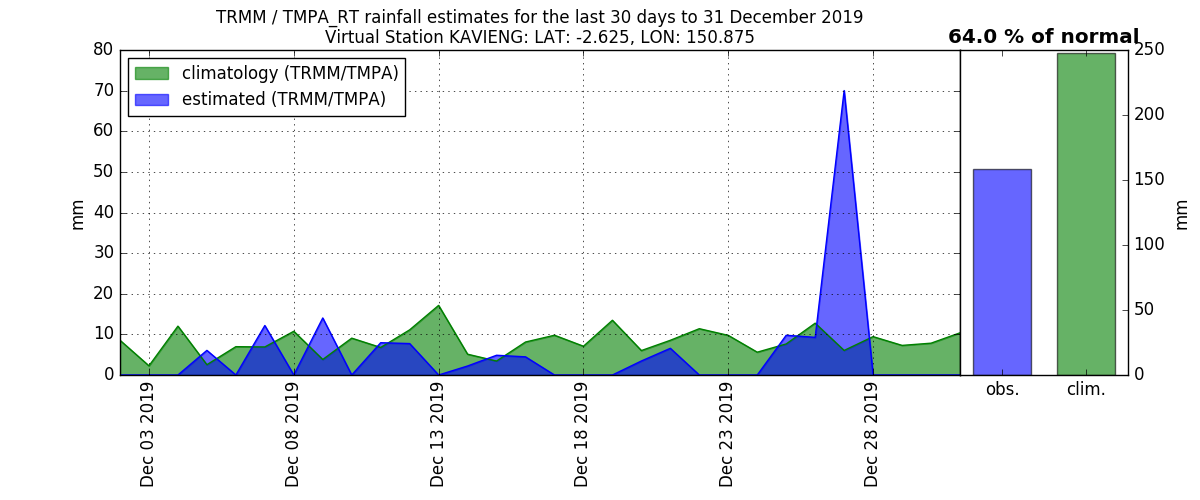 TRMM / TMPA_RT rainfall estimates for the last 30 days to 31 December 2019
Virtual Station KAVIENG: LAT: -2.625, LON: 150.875
64.0 % of normal
climatology (TRMM/TMPA)
estimated (TRMM/TMPA)
mm
80
70
60
50
40
30
20
10
0
Dec 03 2019
Dec 08 2019
Dec 13 2019
Dec 18 2019
Dec 23 2019
Dec 28 2019
obs.
clim.
250
200
150
100
50
0
mm